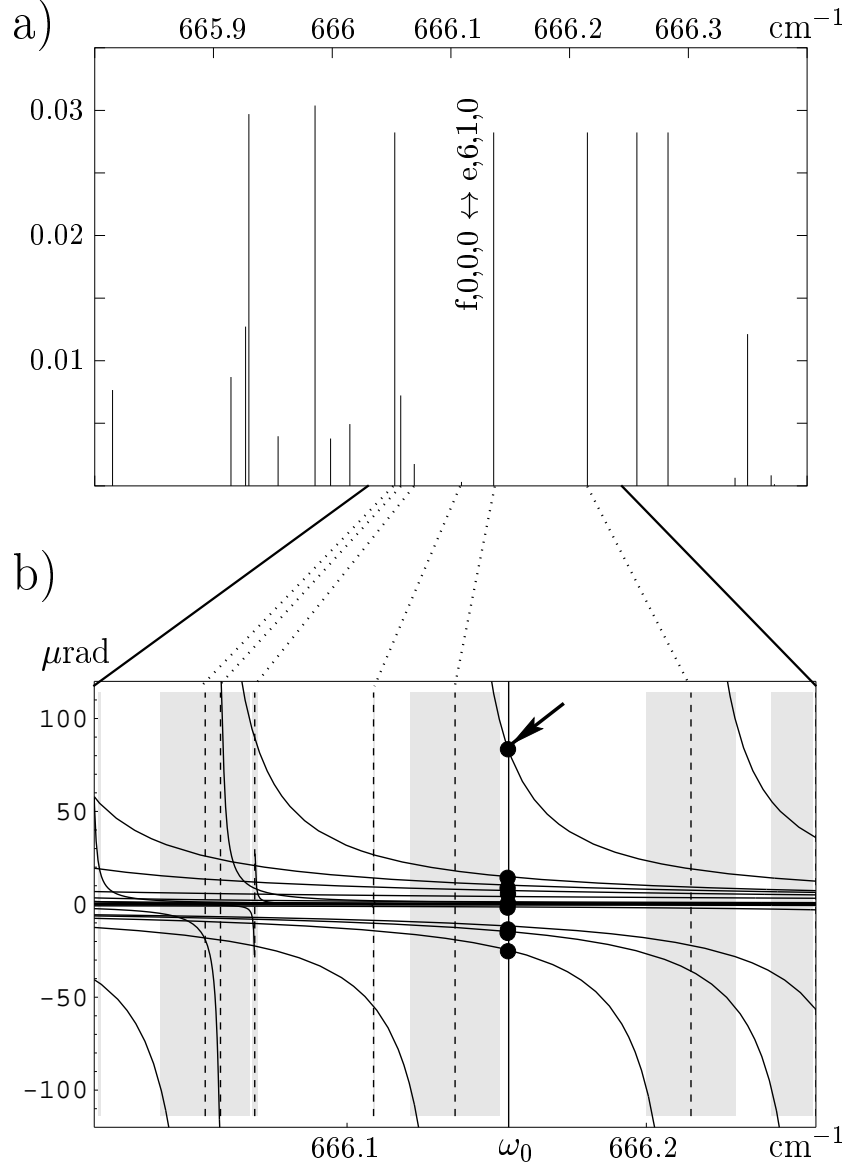 a)
665.9 666 666.1 666.2 666.3 cm⁻¹
0.03
0.02
0.01
f,0,0,0 ↔ e,6,1,0
b)
μrad
100
50
0
-50
-100
666.1 ω₀ 666.2 cm⁻¹